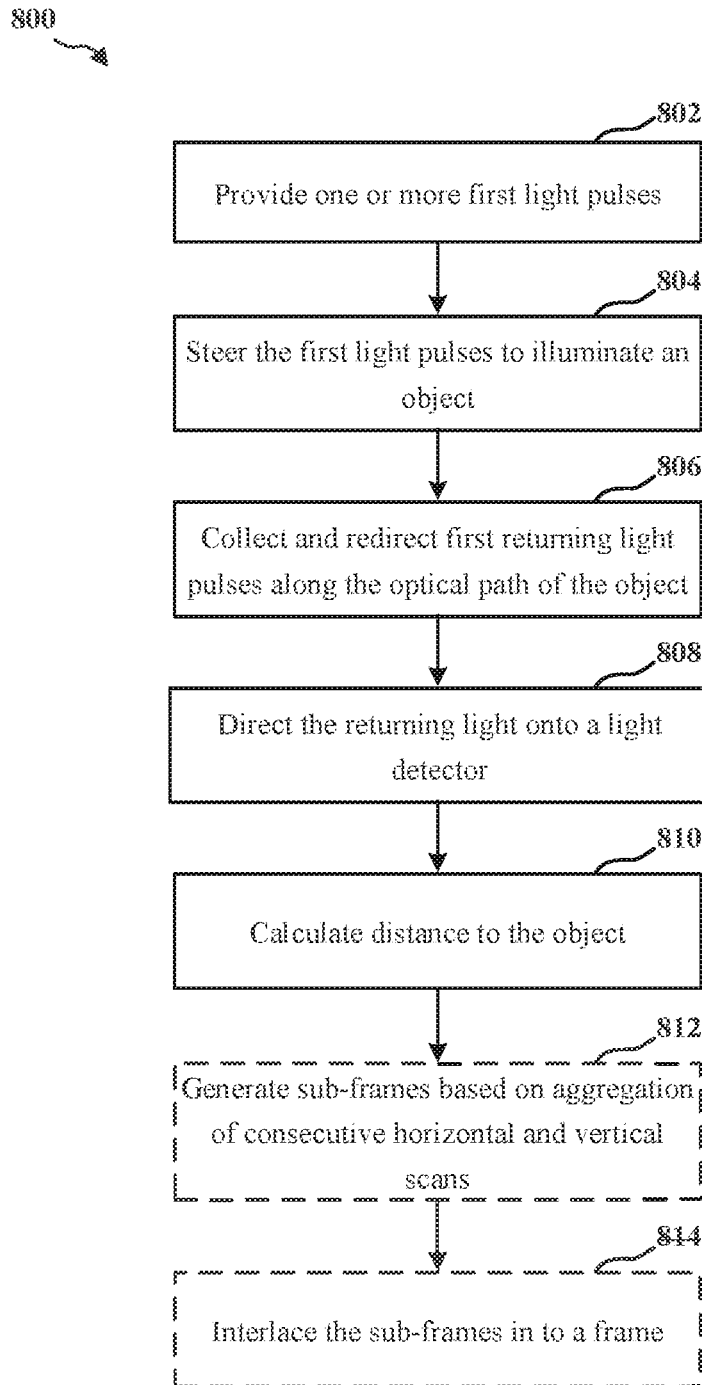 800
802
Provide one or more first light pulses
804
Steer the first light pulses to illuminate an
object
806
Collect and redirect first returning light
pulses along the optical path of the object
808
Direct the returning light onto a light
detector
810
Calculate distance to the object
812
Generate sub-frames based on aggregation
of consecutive horizontal and vertical
scans
814
Interlace the sub-frames in to a frame